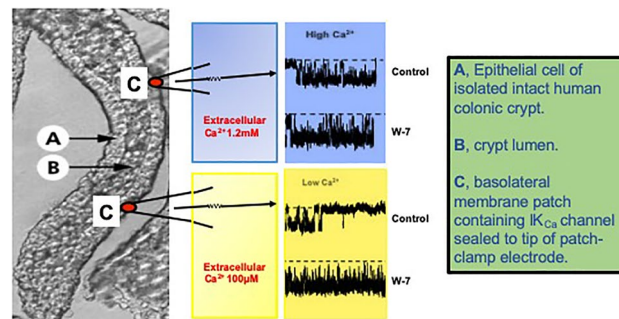 A
B
C
C
Extracellular
Ca²⁺1.2mM
High Ca²⁺
Control
W-7
Extracellular
Ca²⁺ 100µM
Low Ca²⁺
Control
W-7
A, Epithelial cell of
isolated intact human
colonic crypt.
B, crypt lumen.
C, basolateral
membrane patch
containing IKCa channel
sealed to tip of patch-
clamp electrode.